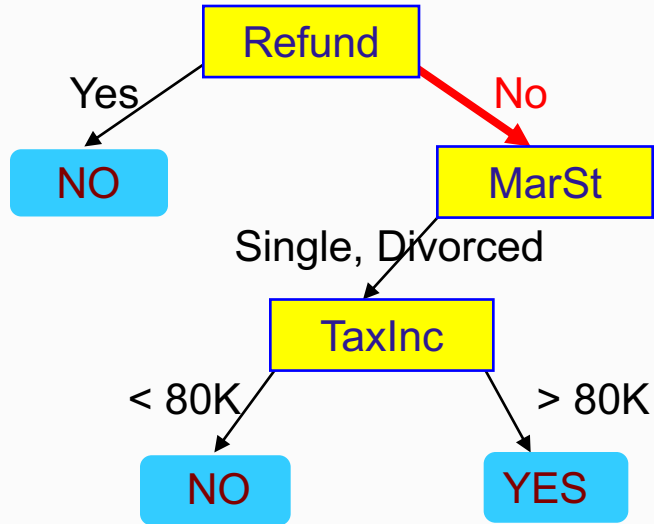 Refund
Yes
No
NO
MarSt
Single, Divorced
TaxInc
< 80K
> 80K
NO
YES